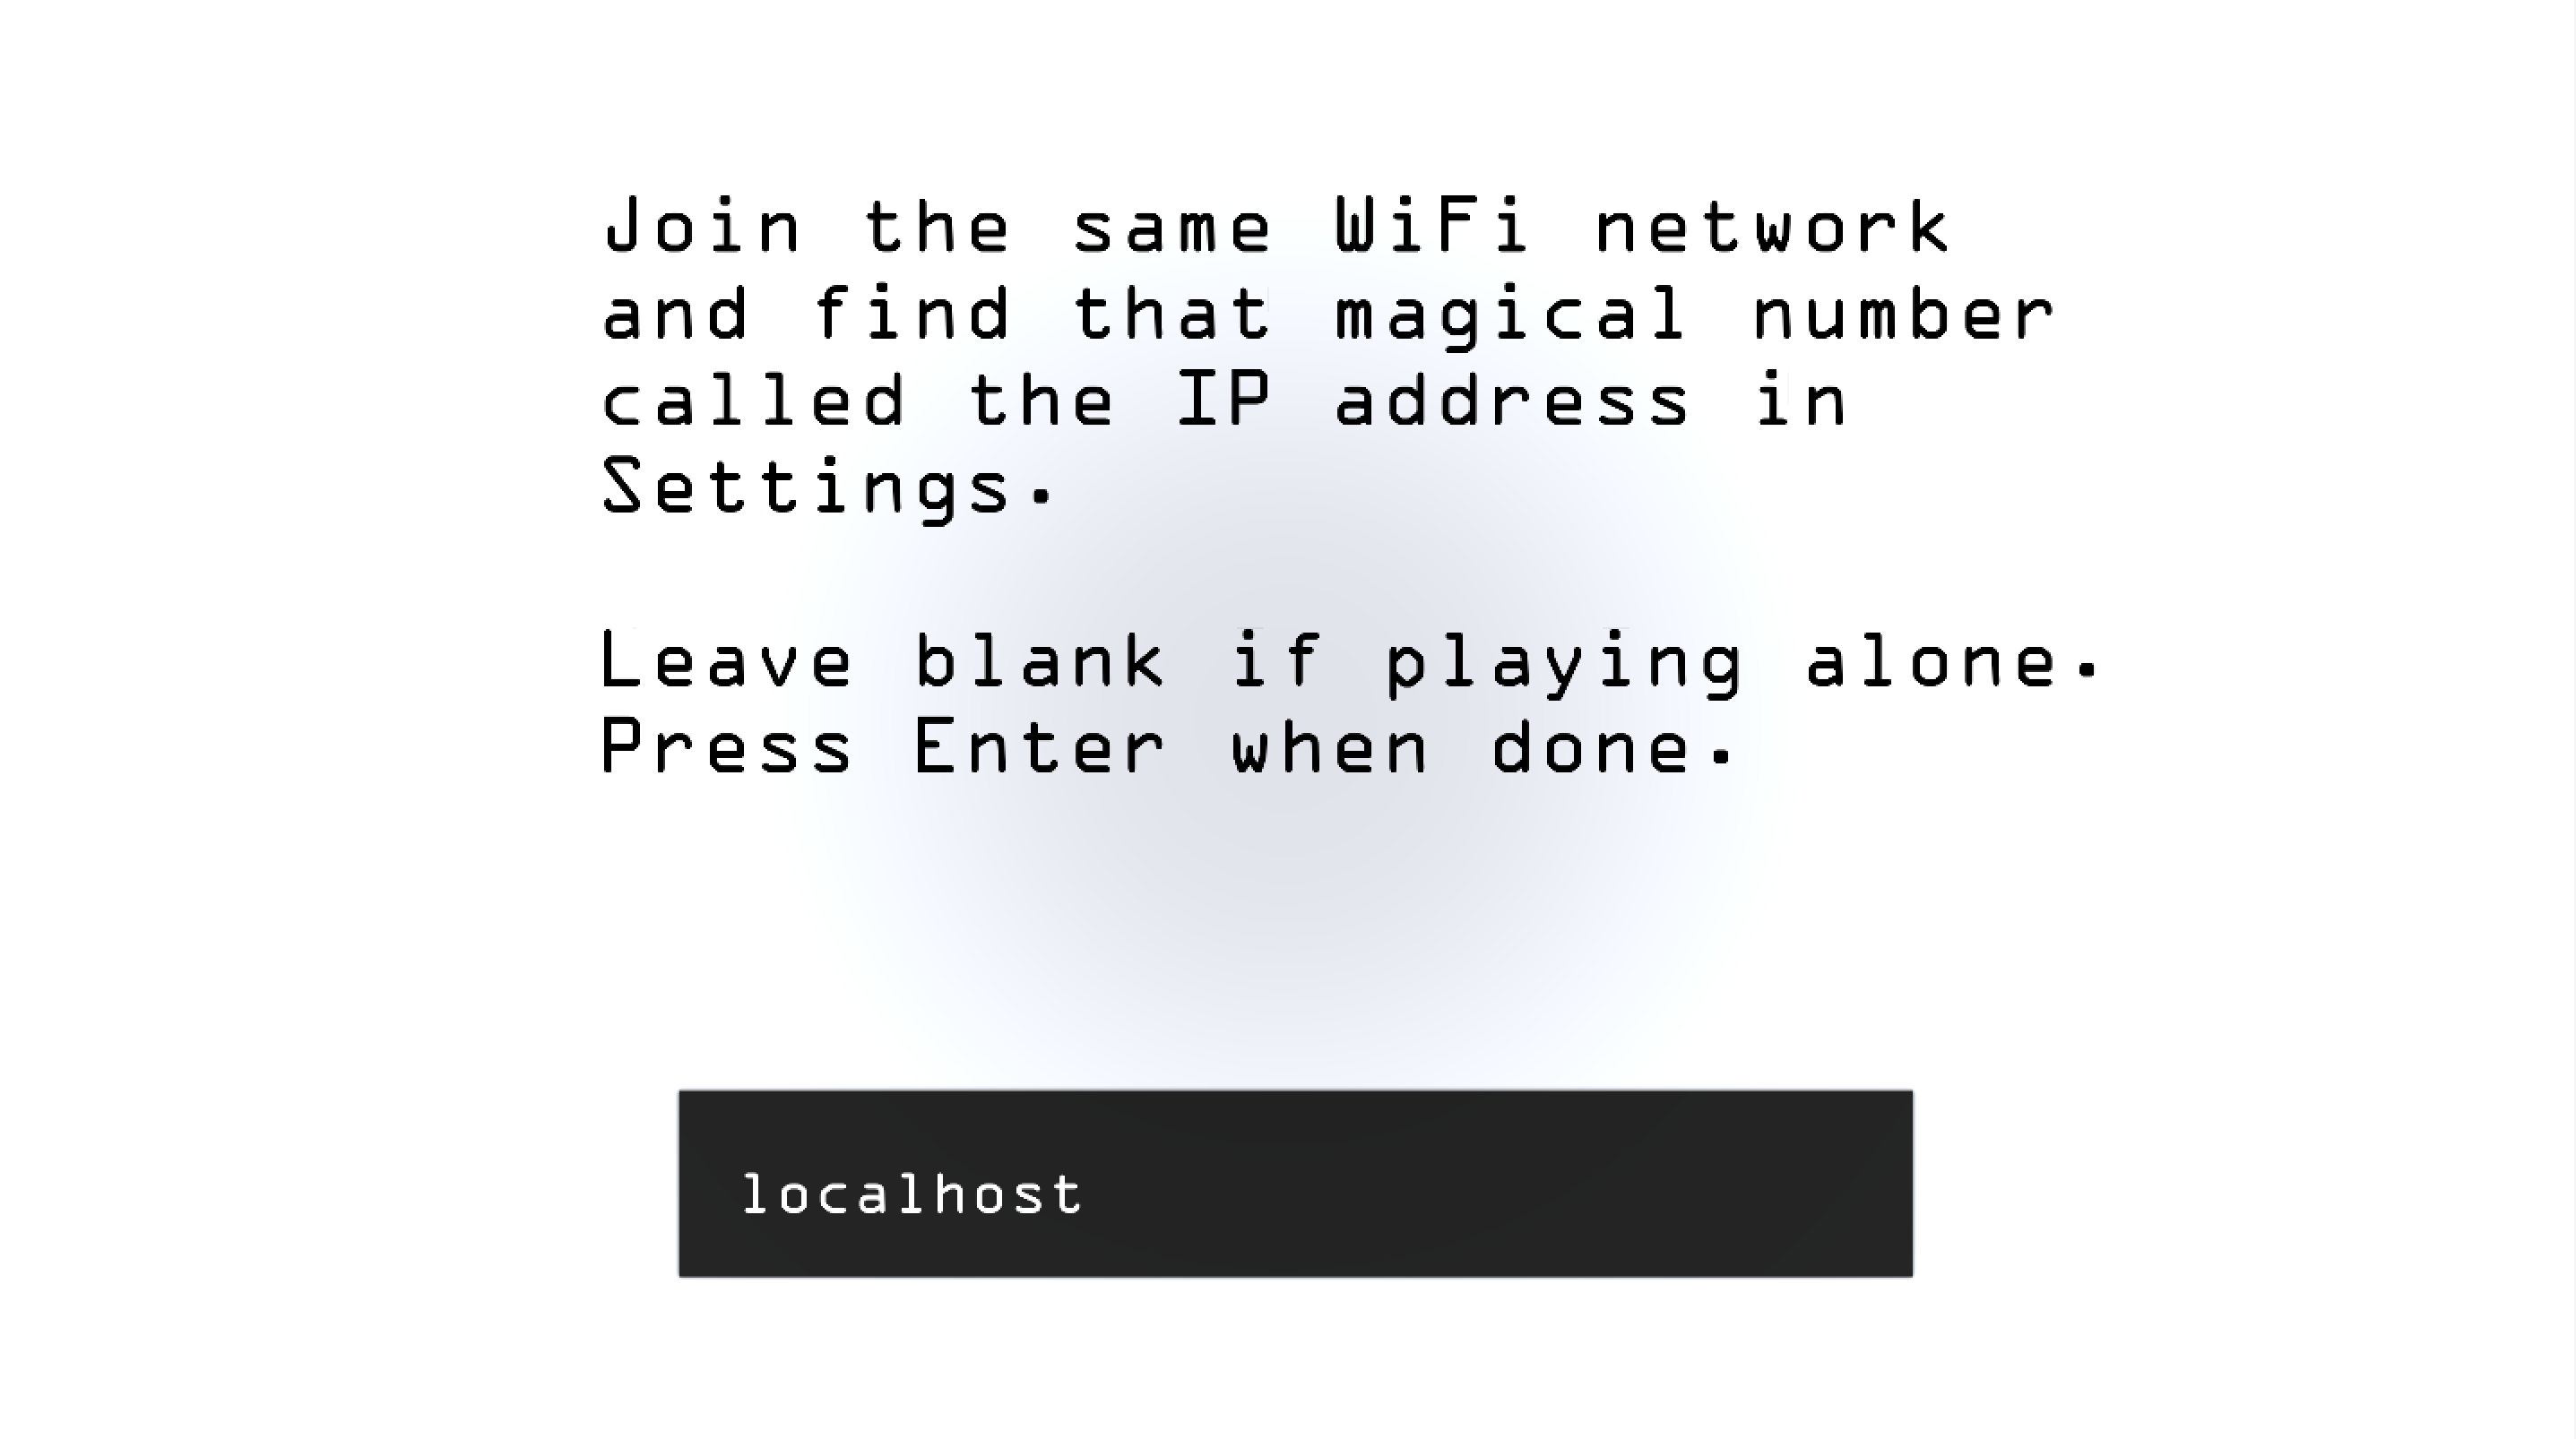 Join the same WiFi network
and find that magical number
called the IP address in
Settings.
Leave blank if playing alone.
Press Enter when done.
localhost